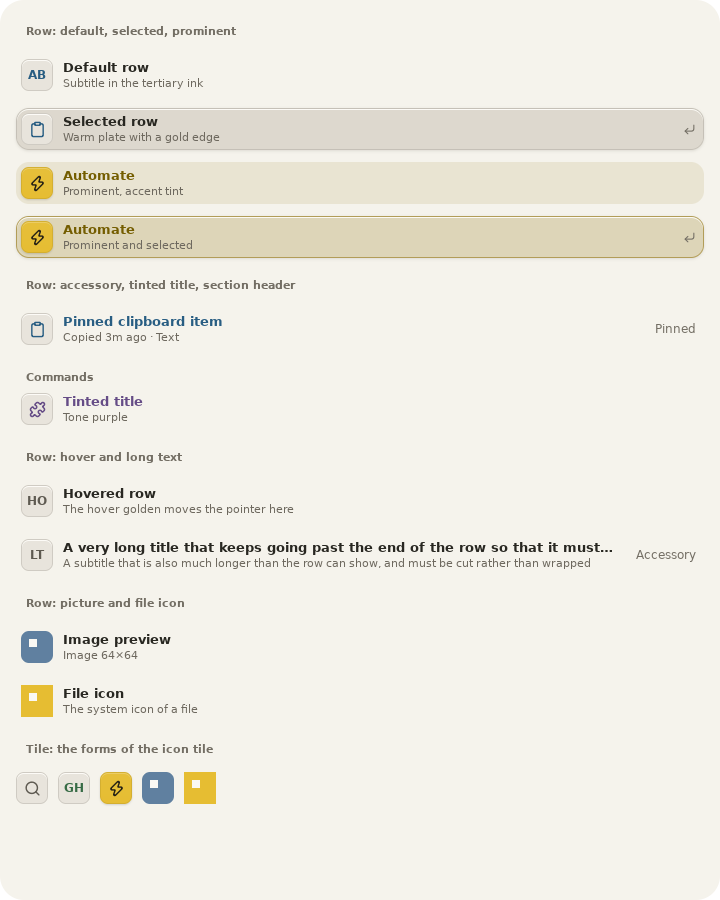 Row: default, selected, prominent
AB
Default row
Subtitle in the tertiary ink
Selected row
Warm plate with a gold edge
Automate
Prominent, accent tint
Automate
Prominent and selected
Row: accessory, tinted title, section header
Pinned clipboard item
Copied 3m ago · Text
Pinned
Commands
Tinted title
Tone purple
Row: hover and long text
HO
Hovered row
The hover golden moves the pointer here
LT
A very long title that keeps going past the end of the row so that it must…
A subtitle that is also much longer than the row can show, and must be cut rather than wrapped
Accessory
Row: picture and file icon
Image preview
Image 64×64
File icon
The system icon of a file
Tile: the forms of the icon tile
GH